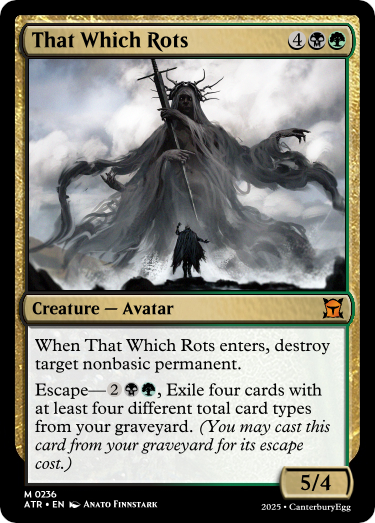 That Which Rots 4
Creature — Avatar
When That Which Rots enters, destroy
target nonbasic permanent.
Escape—2, Exile four cards with
at least four different total card types
from your graveyard. (You may cast this
card from your graveyard for its escape
cost.)
5/4
M 0236
ATR • EN Anato Finnstark
2025 • CanterburyEgg